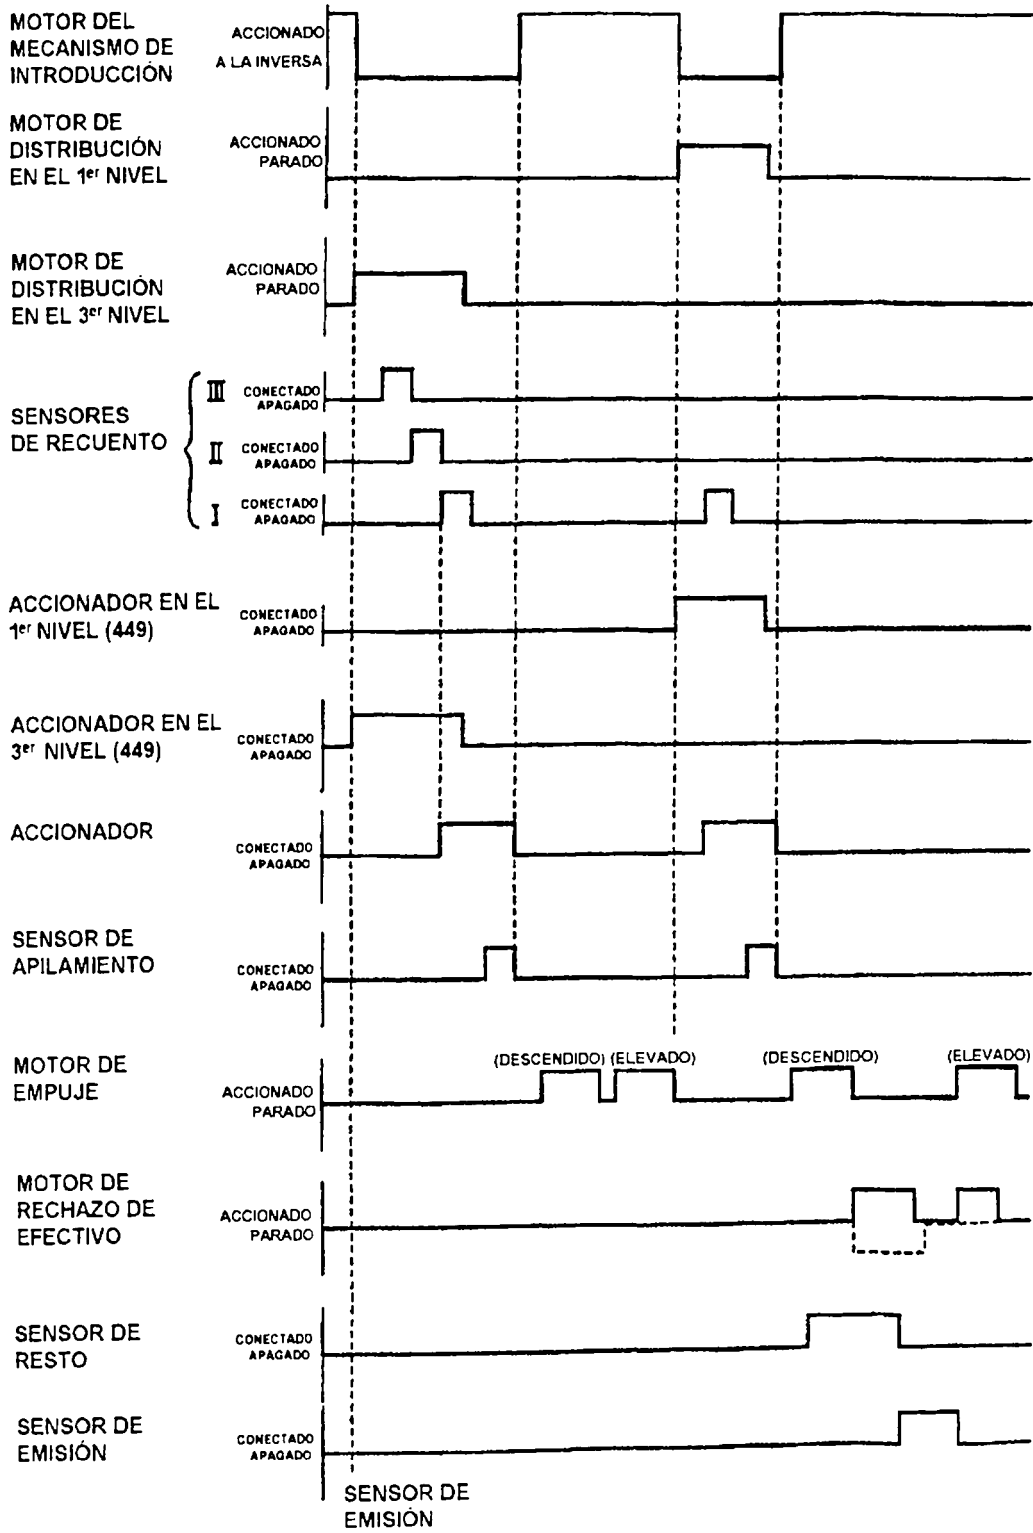 MOTOR DEL
MECANISMO DE
INTRODUCCIÓN
ACCIONADO
A LA INVERSA
MOTOR DE
DISTRIBUCIÓN
EN EL 1er NIVEL
ACCIONADO
PARADO
MOTOR DE
DISTRIBUCIÓN
EN EL 3er NIVEL
ACCIONADO
PARADO
SENSORES
DE RECUENTO
III
CONECTADO
APAGADO
II
CONECTADO
APAGADO
I
CONECTADO
APAGADO
ACCIONADOR EN EL
1er NIVEL (449)
CONECTADO
APAGADO
ACCIONADOR EN EL
3er NIVEL (449)
CONECTADO
APAGADO
ACCIONADOR
CONECTADO
APAGADO
SENSOR DE
APILAMIENTO
CONECTADO
APAGADO
MOTOR DE
EMPUJE
ACCIONADO
PARADO
(DESCENDIDO) (ELEVADO) (DESCENDIDO) (ELEVADO)
MOTOR DE
RECHAZO DE
EFECTIVO
ACCIONADO
PARADO
SENSOR DE
RESTO
CONECTADO
APAGADO
SENSOR DE
EMISIÓN
CONECTADO
APAGADO
SENSOR DE
EMISIÓN